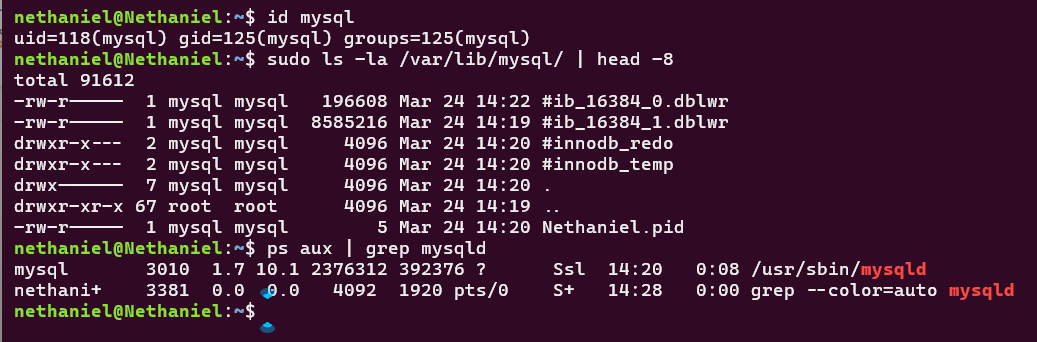 nethaniel@Nethaniel:~$ id mysql
uid=118(mysql) gid=125(mysql) groups=125(mysql)
nethaniel@Nethaniel:~$ sudo ls -la /var/lib/mysql/ | head -8
total 91612
-rw-r----- 1 mysql mysql 196608 Mar 24 14:22 #ib_16384_0.dblwr
-rw-r----- 1 mysql mysql 8585216 Mar 24 14:19 #ib_16384_1.dblwr
drwxr-x--- 2 mysql mysql 4096 Mar 24 14:20 #innodb_redo
drwxr-x--- 2 mysql mysql 4096 Mar 24 14:20 #innodb_temp
drwx------ 7 mysql mysql 4096 Mar 24 14:20 .
drwxr-xr-x 67 root root 4096 Mar 24 14:19 ..
-rw-r----- 1 mysql mysql 5 Mar 24 14:20 Nethaniel.pid
nethaniel@Nethaniel:~$ ps aux | grep mysqld
mysql 3010 1.7 10.1 2376312 392376 ? Ssl 14:20 0:08 /usr/sbin/mysqld
nethani+ 3381 0.0 0.0 4092 1920 pts/0 S+ 14:28 0:00 grep --color=auto mysqld
nethaniel@Nethaniel:~$